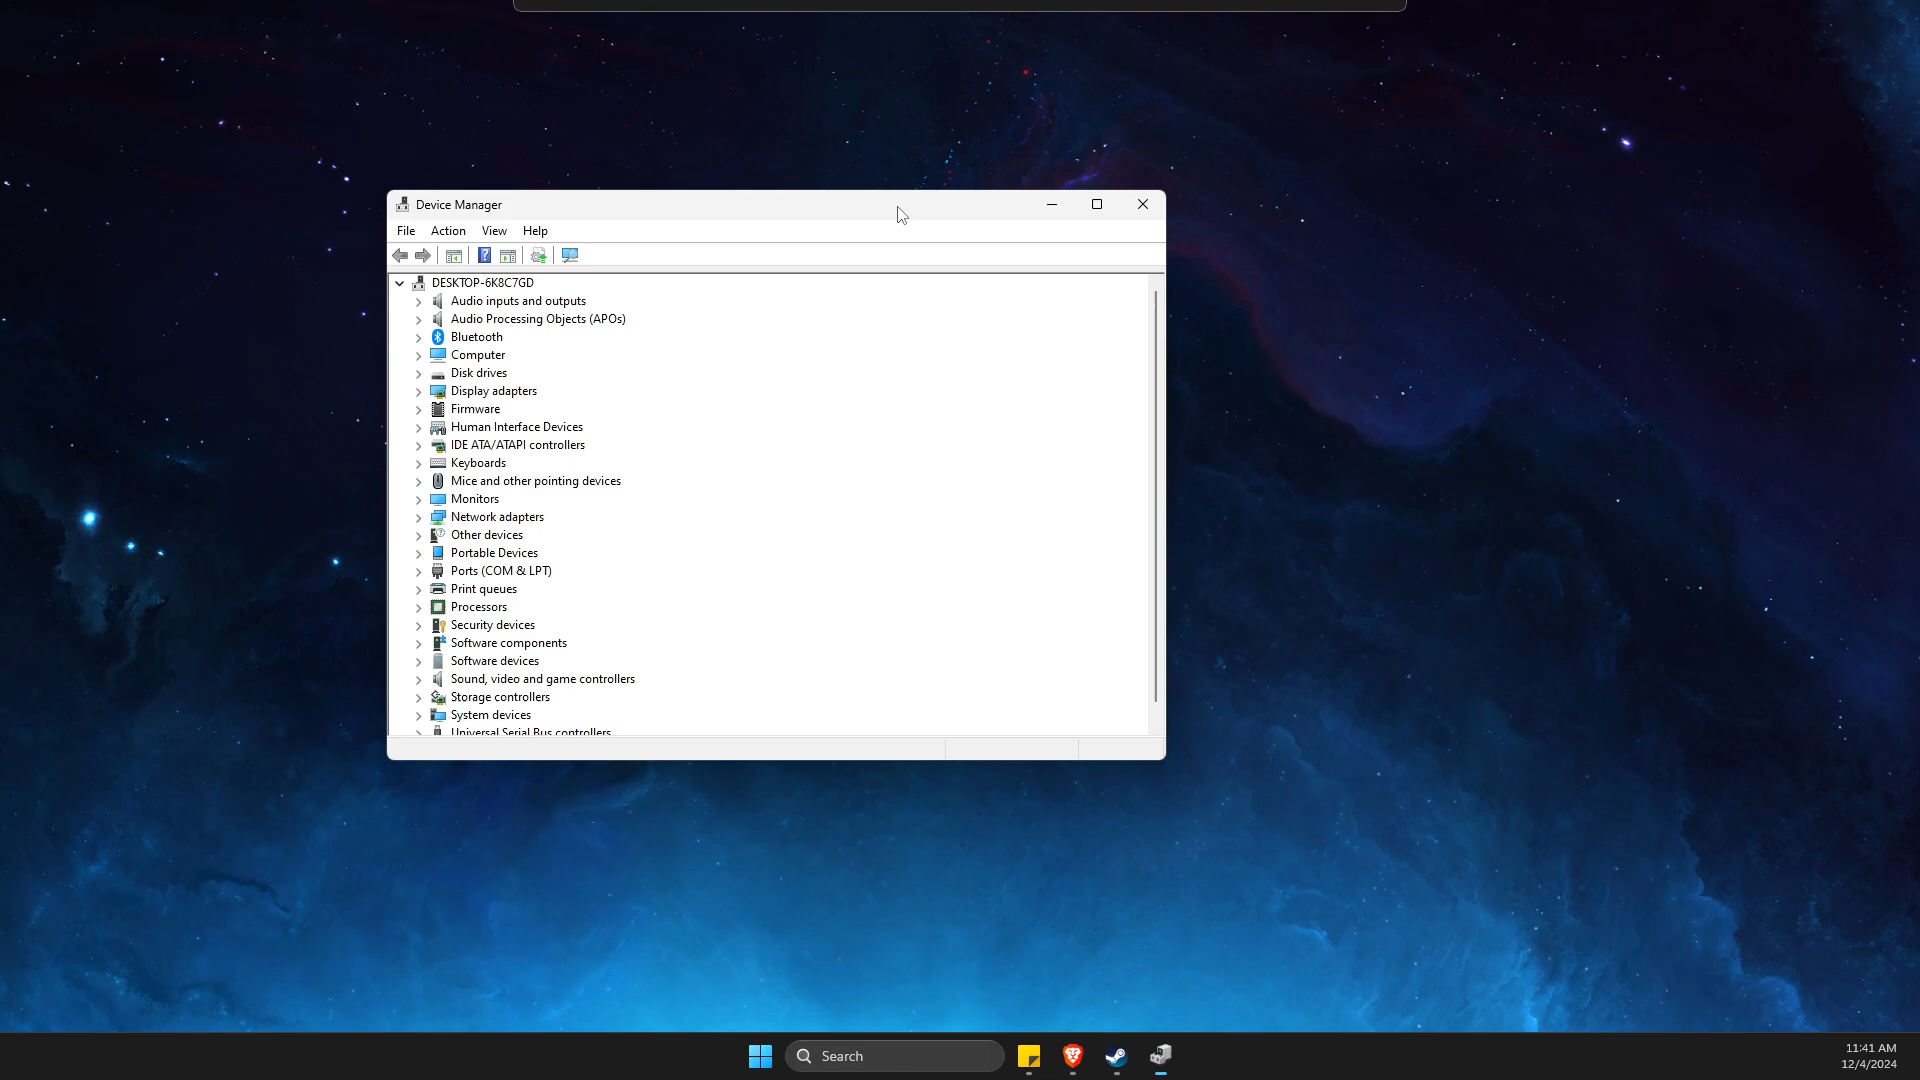 Device Manager
File Action View Help
DESKTOP-6K8C7GD
Audio inputs and outputs
Audio Processing Objects (APOs)
Bluetooth
Computer
Disk drives
Display adapters
Firmware
Human Interface Devices
IDE ATA/ATAPI controllers
Keyboards
Mice and other pointing devices
Monitors
Network adapters
Other devices
Portable Devices
Ports (COM & LPT)
Print queues
Processors
Security devices
Software components
Software devices
Sound, video and game controllers
Storage controllers
System devices
Universal Serial Bus controllers
Search
11:41 AM
12/4/2024